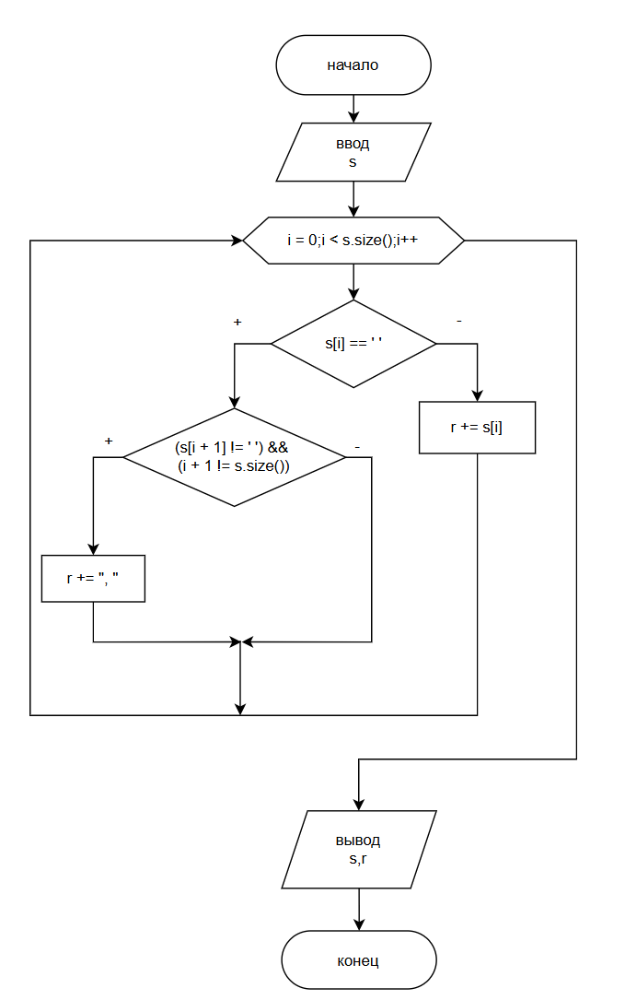 начало
ввод
s
i = 0;i < s.size();i++
+
-
s[i] == ' '
r += s[i]
+
-
(s[i + 1] != ' ') &&
(i + 1 != s.size())
r += ", "
вывод
s,r
конец